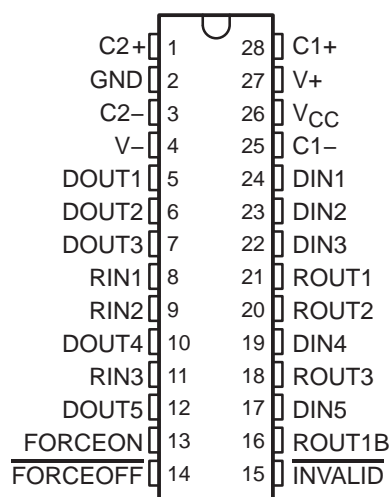 C2+ 1 28 C1+
GND 2 27 V+
C2− 3 26 VCC
V− 4 25 C1−
DOUT1 5 24 DIN1
DOUT2 6 23 DIN2
DOUT3 7 22 DIN3
RIN1 8 21 ROUT1
RIN2 9 20 ROUT2
DOUT4 10 19 DIN4
RIN3 11 18 ROUT3
DOUT5 12 17 DIN5
FORCEON 13 16 ROUT1B
FORCEOFF 14 15 INVALID